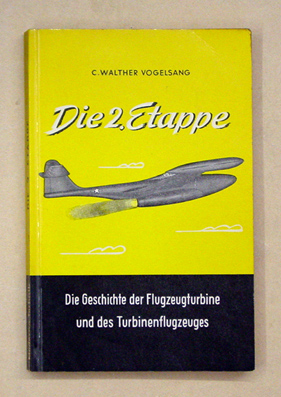 C. WALTHER VOGELSANG
Die 2. Etappe
Die Geschichte der Flugzeugturbine
und des Turbinenflugzeuges